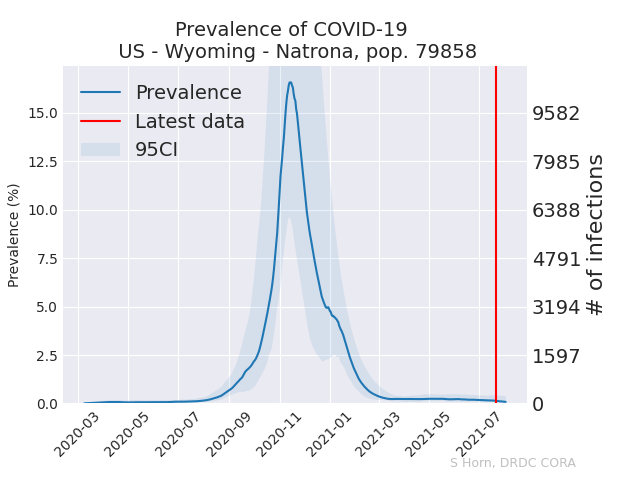 Prevalence of COVID-19
US - Wyoming - Natrona, pop. 79858
Prevalence
Latest data
95CI
Prevalence (%)
15.0
12.5
10.0
7.5
5.0
2.5
0.0
9582
7985
6388
4791
3194
1597
0
# of infections
2020-03
2020-05
2020-07
2020-09
2020-11
2021-01
2021-03
2021-05
2021-07
S Horn, DRDC CORA